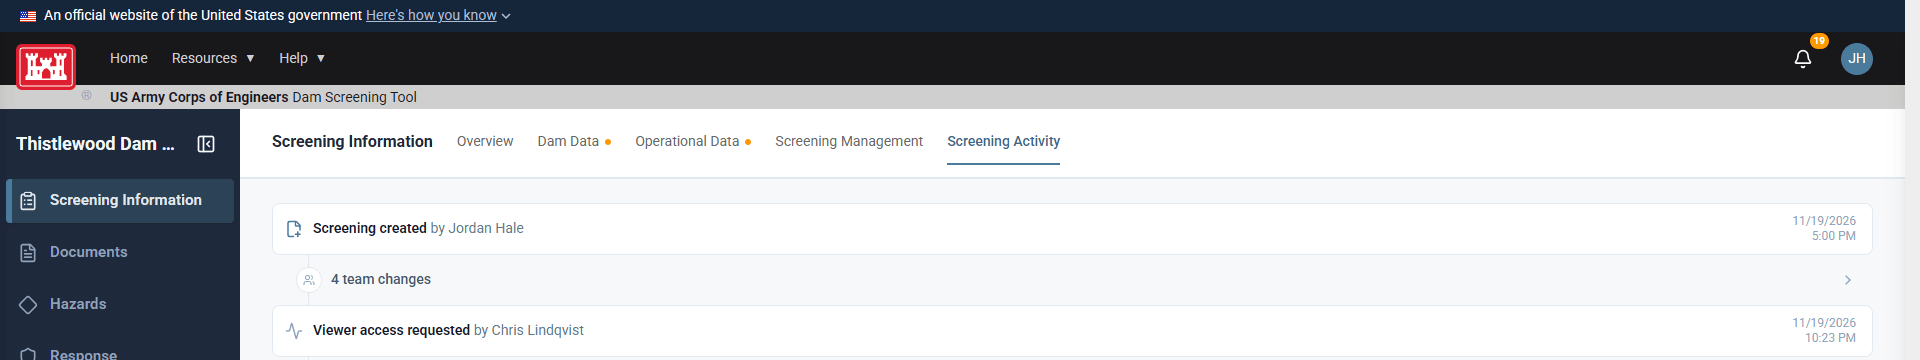 An official website of the United States government Here's how you know
Home Resources ▼ Help ▼
19
JH
® US Army Corps of Engineers Dam Screening Tool
Thistlewood Dam ...
Screening Information Overview Dam Data Operational Data Screening Management Screening Activity
Screening Information
Documents
Hazards
Response
Screening created by Jordan Hale
11/19/2026
5:00 PM
4 team changes
Viewer access requested by Chris Lindqvist
11/19/2026
10:23 PM